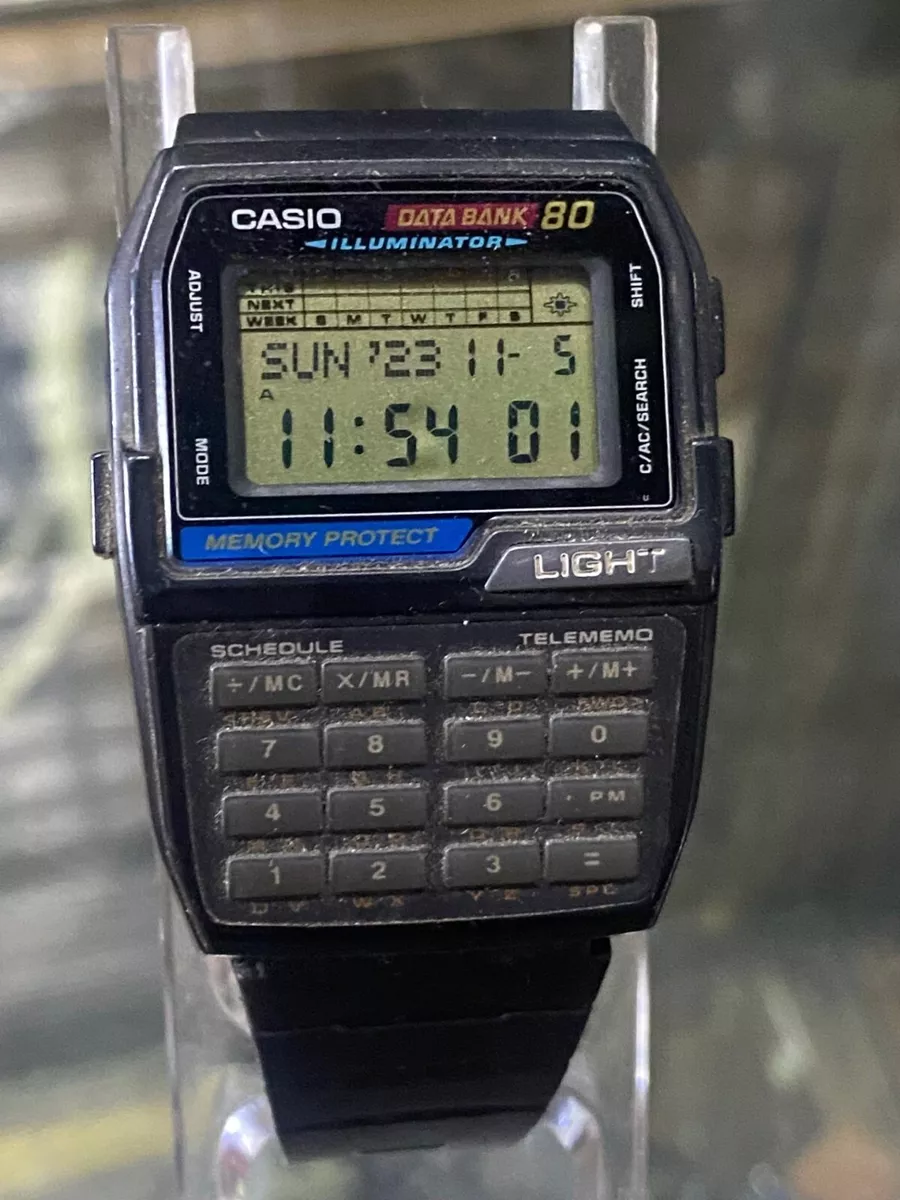 CASIO DATA BANK 80
ILLUMINATOR
ADJUST
SHIFT
NEXT
WEEK S M T W T F S
SUN '23 11- 5
A
11:54 01
MODE
C/AC/SEARCH
MEMORY PROTECT
LIGHT
SCHEDULE TELEMEMO
÷/MC X/MR -/M- +/M+
7 8 9 0
4 5 6 . PM
1 2 3 =
U V W X Y Z SPC